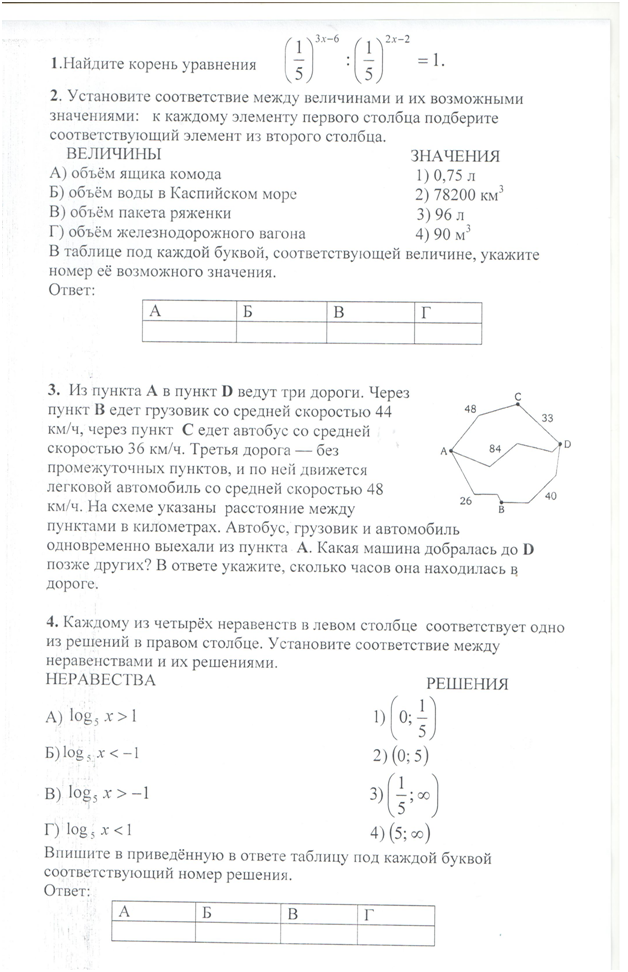 1.Найдите корень уравнения (1/5)^(3x−6) : (1/5)^(2x−2) = 1.
2. Установите соответствие между величинами и их возможными
значениями: к каждому элементу первого столбца подберите
соответствующий элемент из второго столбца.
ВЕЛИЧИНЫ ЗНАЧЕНИЯ
А) объём ящика комода 1) 0,75 л
Б) объём воды в Каспийском море 2) 78200 км³
В) объём пакета ряженки 3) 96 л
Г) объём железнодорожного вагона 4) 90 м³
В таблице под каждой буквой, соответствующей величине, укажите
номер её возможного значения.
Ответ:
А Б В Г
3. Из пункта A в пункт D ведут три дороги. Через
пункт B едет грузовик со средней скоростью 44
км/ч, через пункт C едет автобус со средней
скоростью 36 км/ч. Третья дорога — без
промежуточных пунктов, и по ней движется
легковой автомобиль со средней скоростью 48
км/ч. На схеме указаны расстояние между
пунктами в километрах. Автобус, грузовик и автомобиль
одновременно выехали из пункта A. Какая машина добралась до D
позже других? В ответе укажите, сколько часов она находилась в
дороге.
C
48
33
A
84
D
26
B
40
4. Каждому из четырёх неравенств в левом столбце соответствует одно
из решений в правом столбце. Установите соответствие между
неравенствами и их решениями.
НЕРАВЕСТВА РЕШЕНИЯ
А) log₅ x > 1 1) (0; 1/5)
Б) log₅ x < −1 2) (0; 5)
В) log₅ x > −1 3) (1/5; ∞)
Г) log₅ x < 1 4) (5; ∞)
Впишите в приведённую в ответе таблицу под каждой буквой
соответствующий номер решения.
Ответ:
А Б В Г